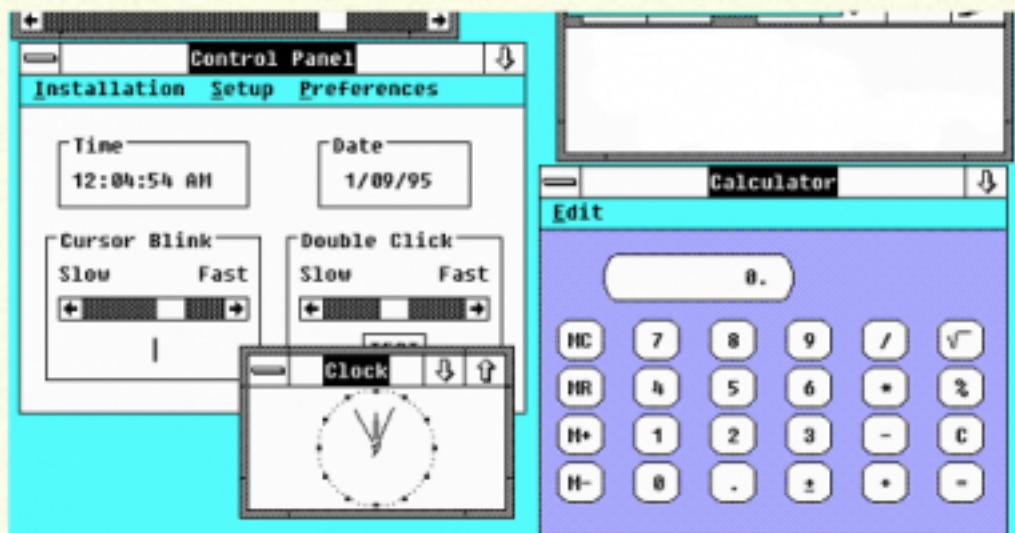 Control Panel
Installation Setup Preferences
Time
12:04:54 AM
Date
1/09/95
Cursor Blink
Slow Fast
Double Click
Slow Fast
Clock
Calculator
Edit
0.
MC 7 8 9 / √
MR 4 5 6 * %
M+ 1 2 3 - C
M- 0 . ± + =